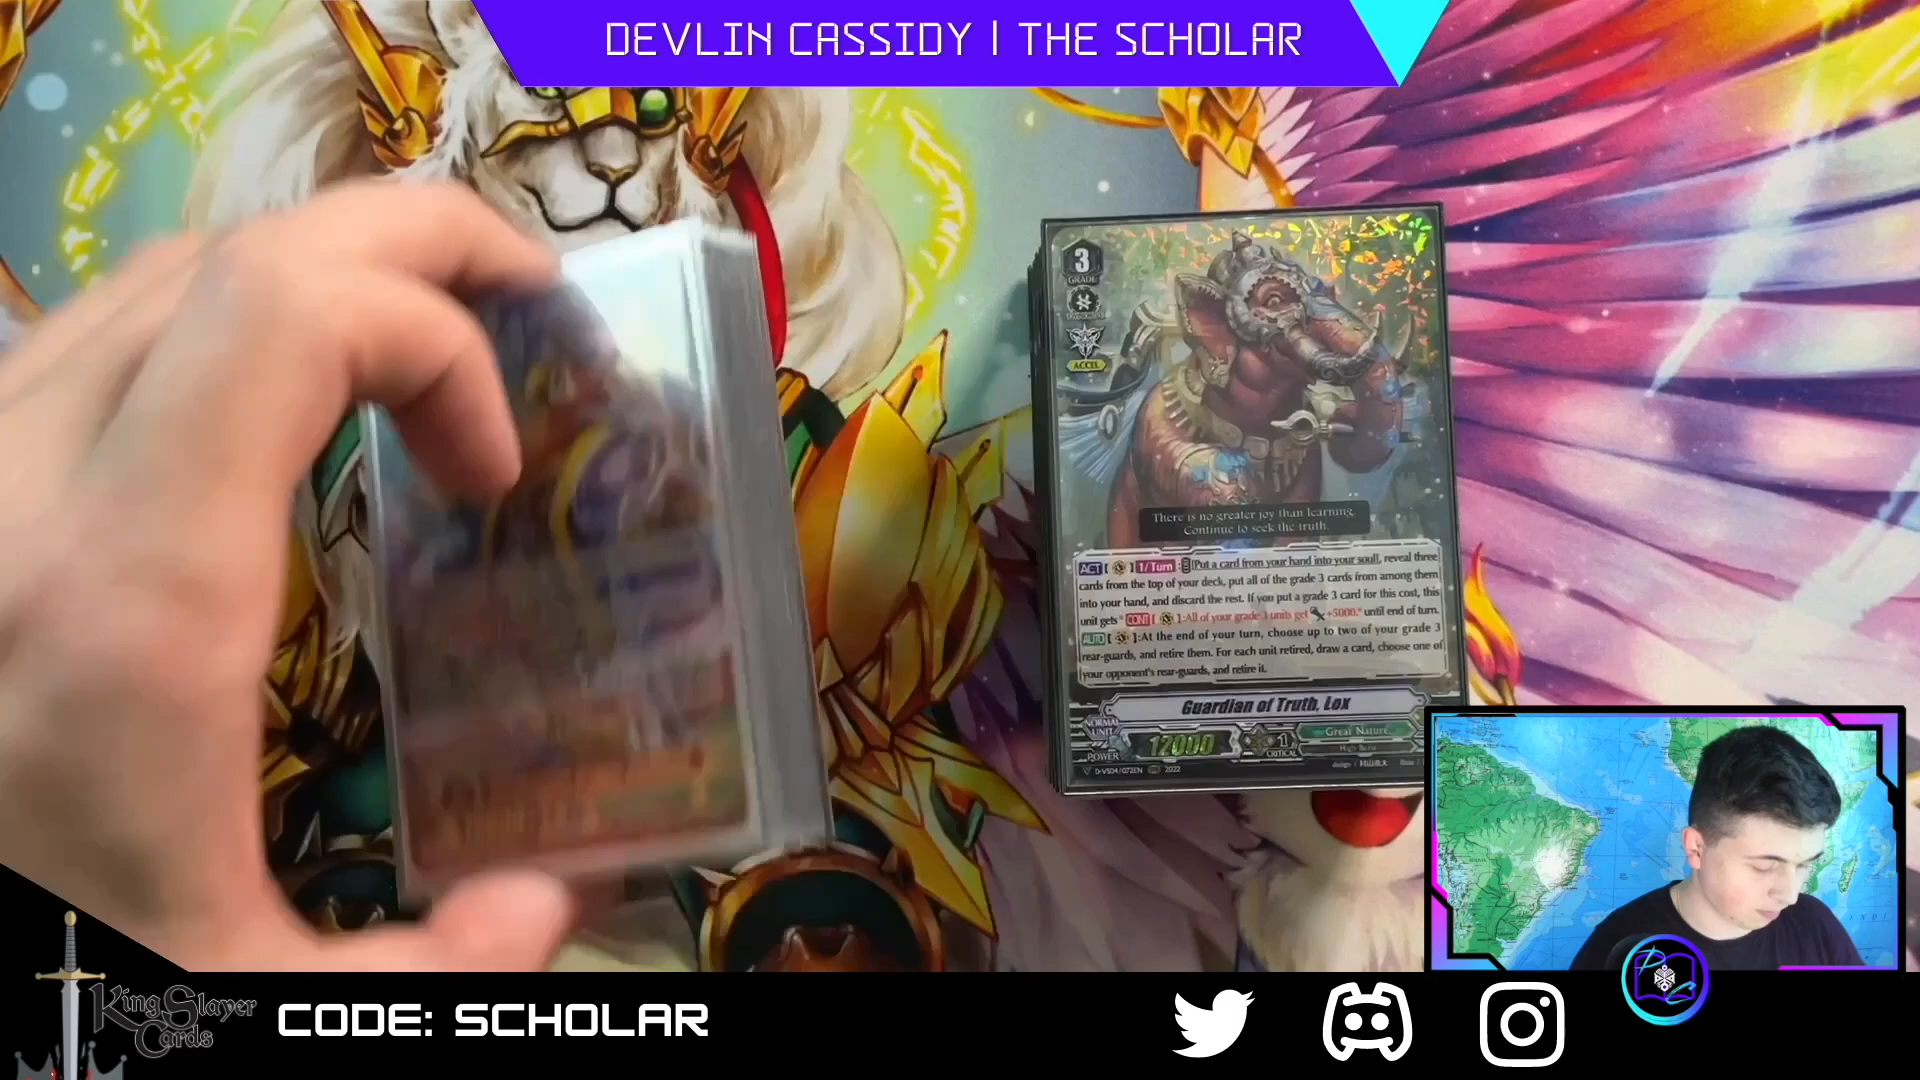 DEVLIN CASSIDY | THE SCHOLAR
3
GRADE
ACCEL
There is no greater joy than learning.
Continue to seek the truth.
ACT [ ] 1/Turn : [Put a card from your hand into your soul], reveal three
cards from the top of your deck, put all of the grade 3 cards from among them
into your hand, and discard the rest. If you put a grade 3 card for this cost, this
unit gets " CONT [ ]:All of your grade 3 units get +5000." until end of turn.
AUTO [ ]:At the end of your turn, choose up to two of your grade 3
rear-guards, and retire them. For each unit retired, draw a card, choose one of
your opponent's rear-guards, and retire it.
Guardian of Truth, Lox
NORMAL
UNIT
Great Nature
High Beast
POWER
12000
1
CRITICAL
D-VS04/072EN
2022
KingSlayer
Cards
CODE: SCHOLAR